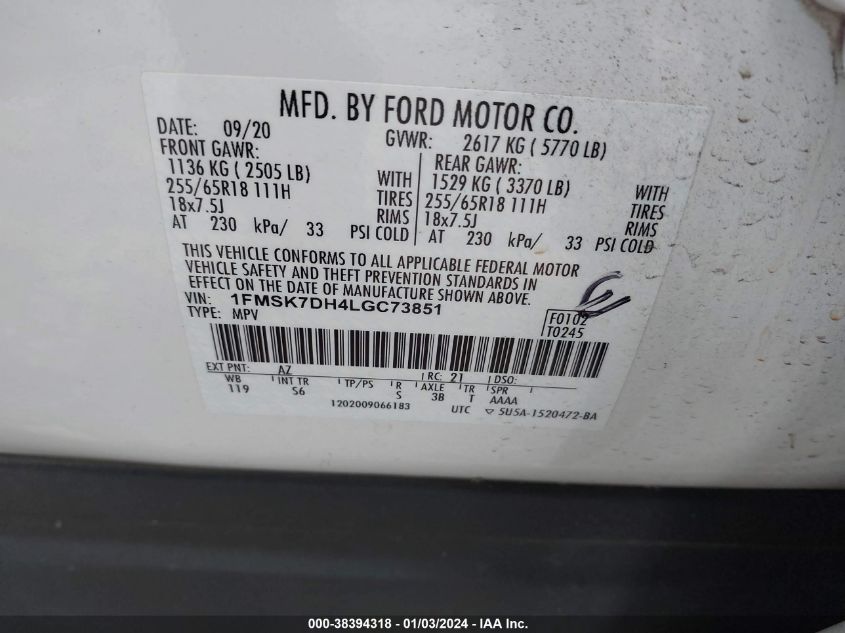 MFD. BY FORD MOTOR CO.
DATE: 09/20 GVWR: 2617 KG ( 5770 LB)
FRONT GAWR: REAR GAWR:
1136 KG ( 2505 LB) WITH 1529 KG ( 3370 LB) WITH
255/65R18 111H TIRES 255/65R18 111H TIRES
18x7.5J RIMS 18x7.5J RIMS
AT 230 kPa/ 33 PSI COLD AT 230 kPa/ 33 PSI COLD
THIS VEHICLE CONFORMS TO ALL APPLICABLE FEDERAL MOTOR
VEHICLE SAFETY AND THEFT PREVENTION STANDARDS IN
EFFECT ON THE DATE OF MANUFACTURE SHOWN ABOVE.
VIN: 1FMSK7DH4LGC73851 F0102
TYPE: MPV T0245
EXT PNT: AZ RC: 21 DSO:
WB INT TR TP/PS R AXLE TR SPR
119 S6 S 3B T AAAA
1202009066183 UTC ▽ 5U5A-1520472-BA
000-38394318 - 01/03/2024 - IAA Inc.